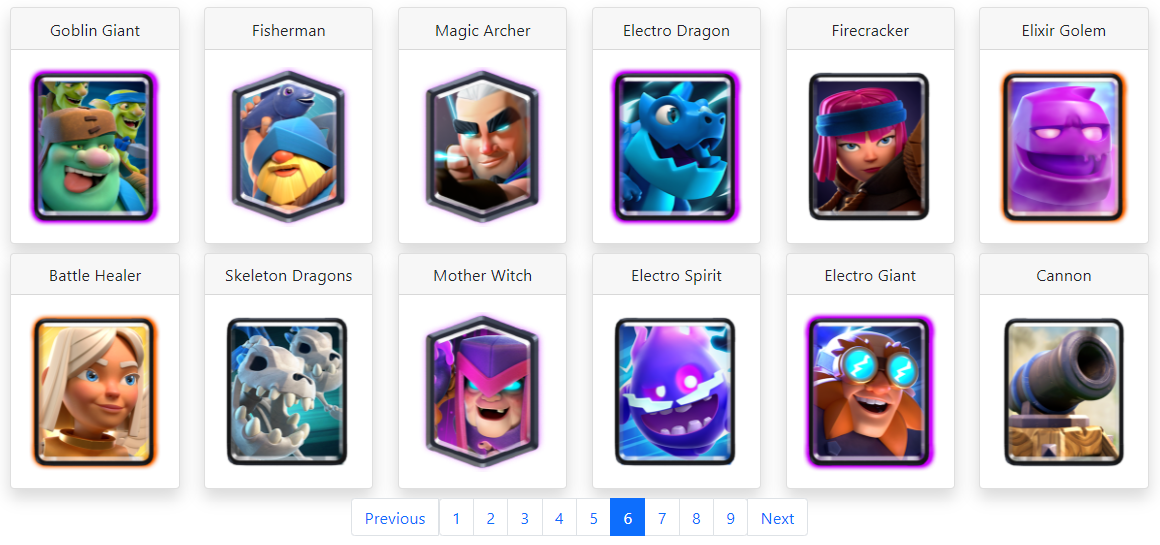 Goblin Giant Fisherman Magic Archer Electro Dragon Firecracker Elixir Golem
Battle Healer Skeleton Dragons Mother Witch Electro Spirit Electro Giant Cannon
Previous 1 2 3 4 5 6 7 8 9 Next